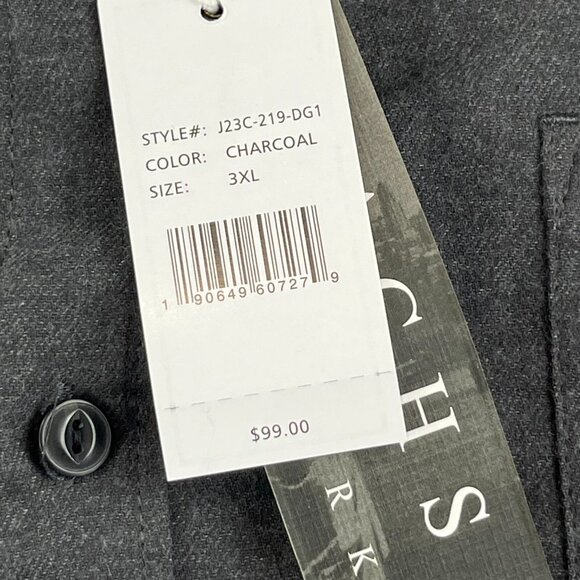 STYLE#: J23C-219-DG1
COLOR: CHARCOAL
SIZE: 3XL
1 90649 60727 9
$99.00
CHS
RK